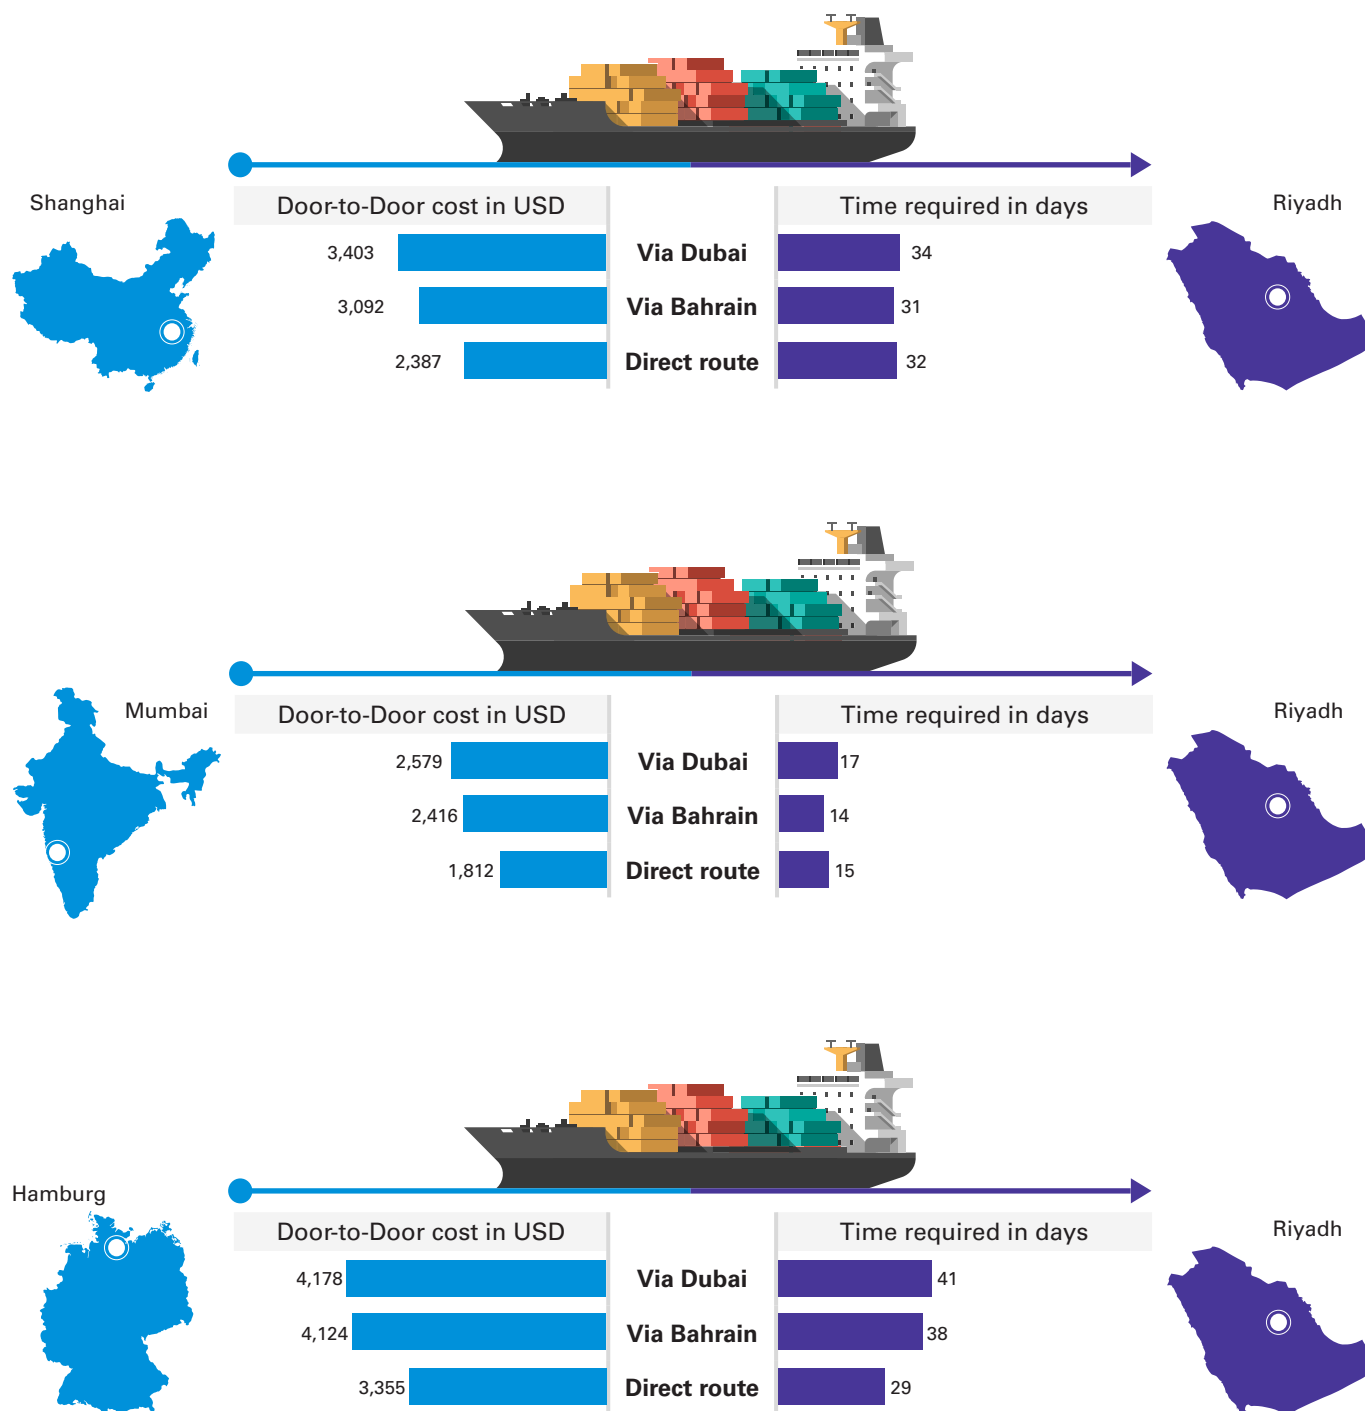 Shanghai
Door-to-Door cost in USD
Time required in days
Riyadh
3,403 Via Dubai 34
3,092 Via Bahrain 31
2,387 Direct route 32
Mumbai
Door-to-Door cost in USD
Time required in days
Riyadh
2,579 Via Dubai 17
2,416 Via Bahrain 14
1,812 Direct route 15
Hamburg
Door-to-Door cost in USD
Time required in days
Riyadh
4,178 Via Dubai 41
4,124 Via Bahrain 38
3,355 Direct route 29